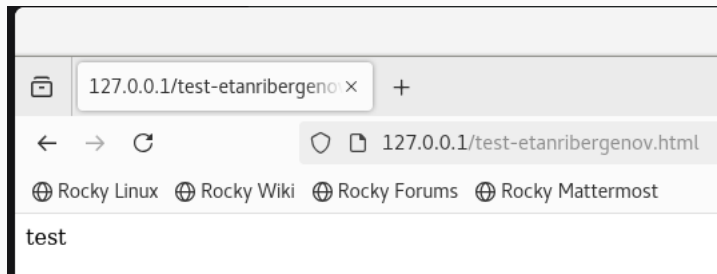 127.0.0.1/test-etanribergeno
127.0.0.1/test-etanribergenov.html
Rocky Linux Rocky Wiki Rocky Forums Rocky Mattermost
test